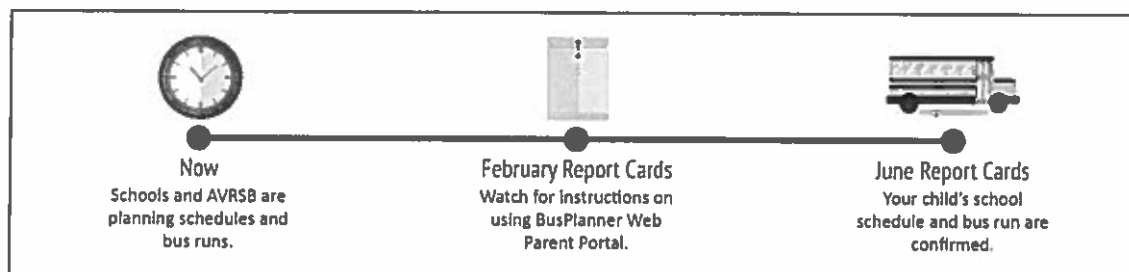 Now
Schools and AVRSB are
planning schedules and
bus runs.
February Report Cards
Watch for instructions on
using BusPlanner Web
Parent Portal.
June Report Cards
Your child's school
schedule and bus run are
confirmed.